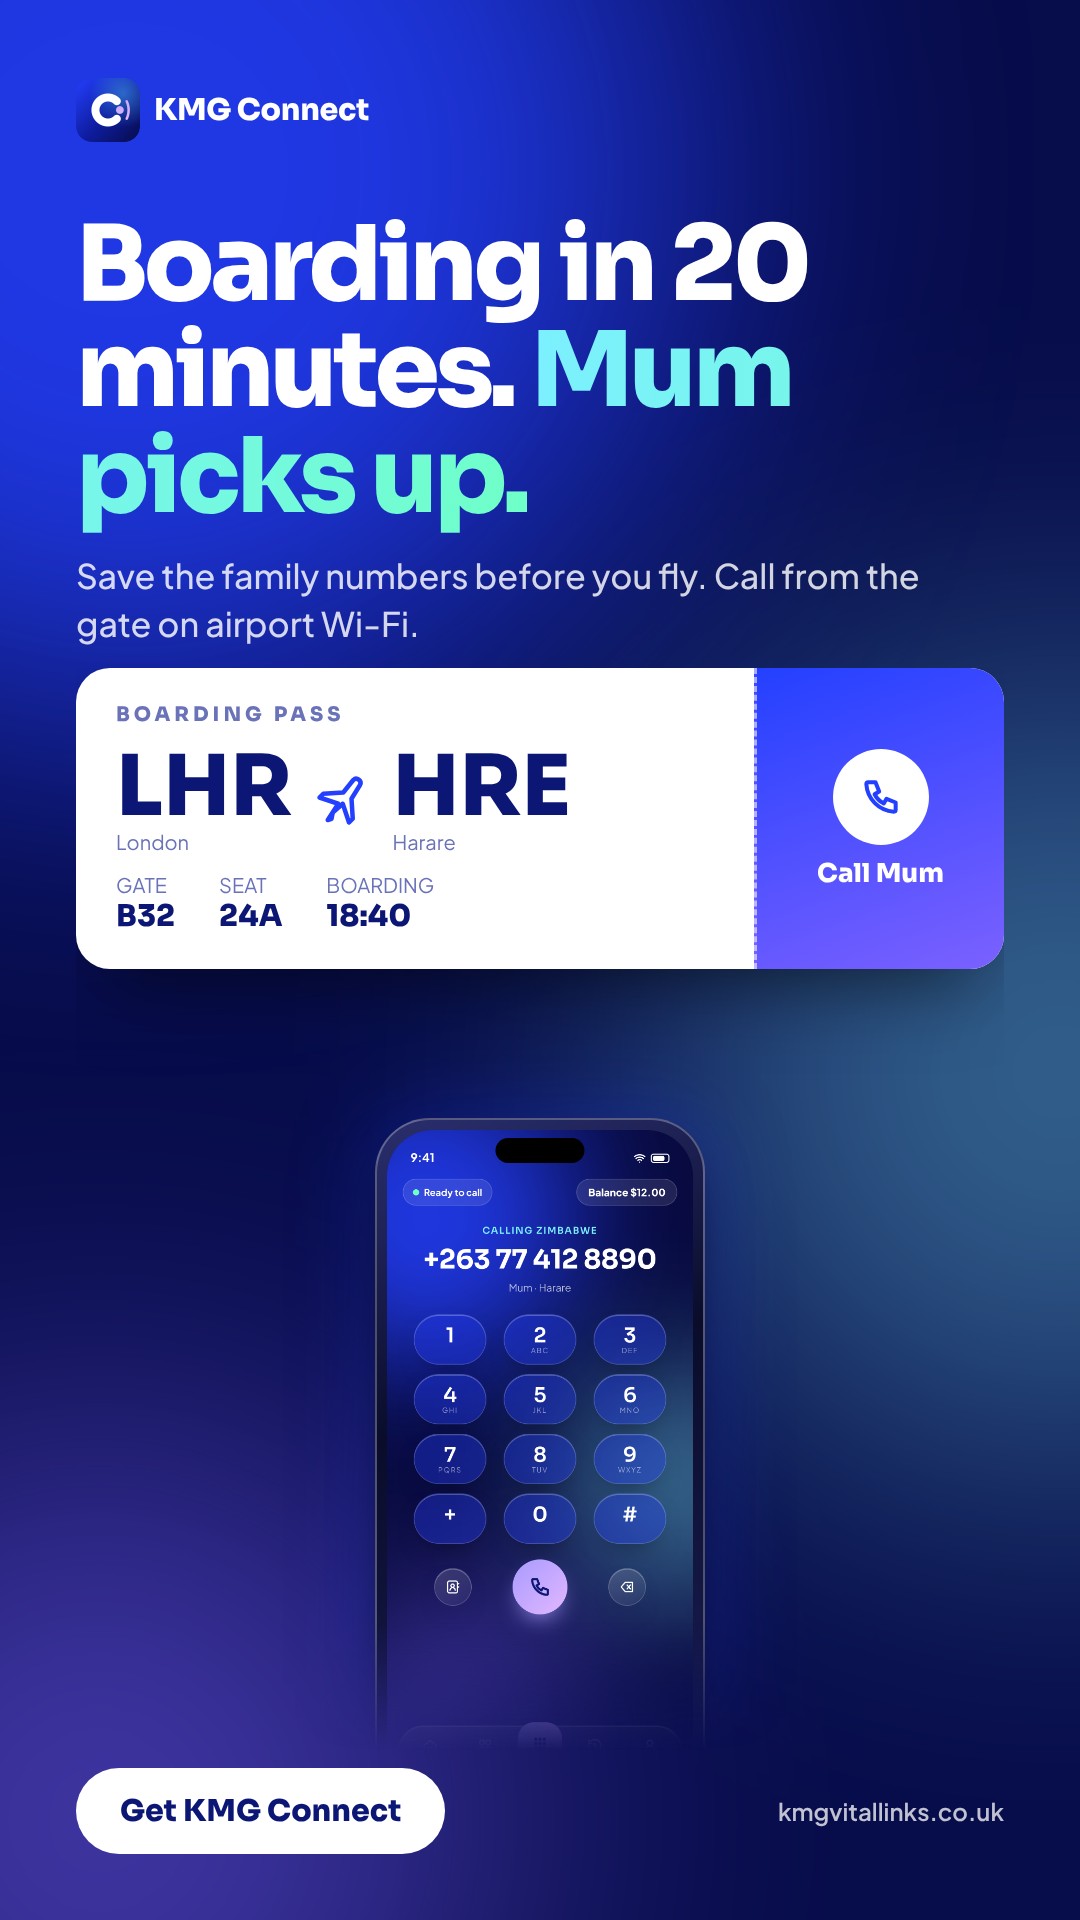 KMG Connect
Boarding in 20
minutes. Mum
picks up.
Save the family numbers before you fly. Call from the
gate on airport Wi-Fi.
BOARDING PASS
LHR HRE
London Harare
GATE SEAT BOARDING
B32 24A 18:40
Call Mum
9:41
Ready to call Balance $12.00
CALLING ZIMBABWE
+263 77 412 8890
Mum · Harare
1 2 3
ABC DEF
4 5 6
GHI JKL MNO
7 8 9
PQRS TUV WXYZ
+ 0 #
Get KMG Connect kmgvitallinks.co.uk